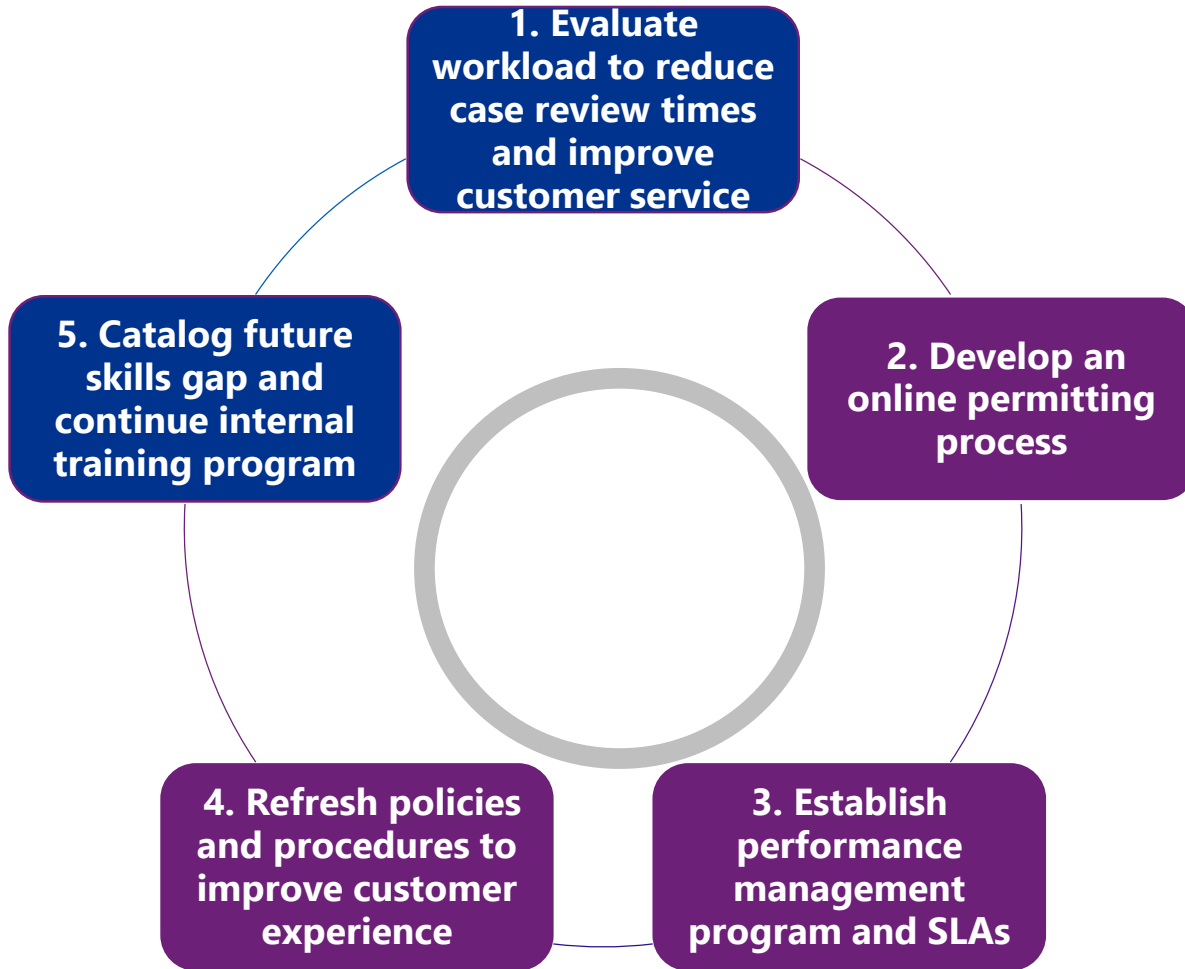 1. Evaluate
workload to reduce
case review times
and improve
customer service
2. Develop an
online permitting
process
3. Establish
performance
management
program and SLAs
4. Refresh policies
and procedures to
improve customer
experience
5. Catalog future
skills gap and
continue internal
training program